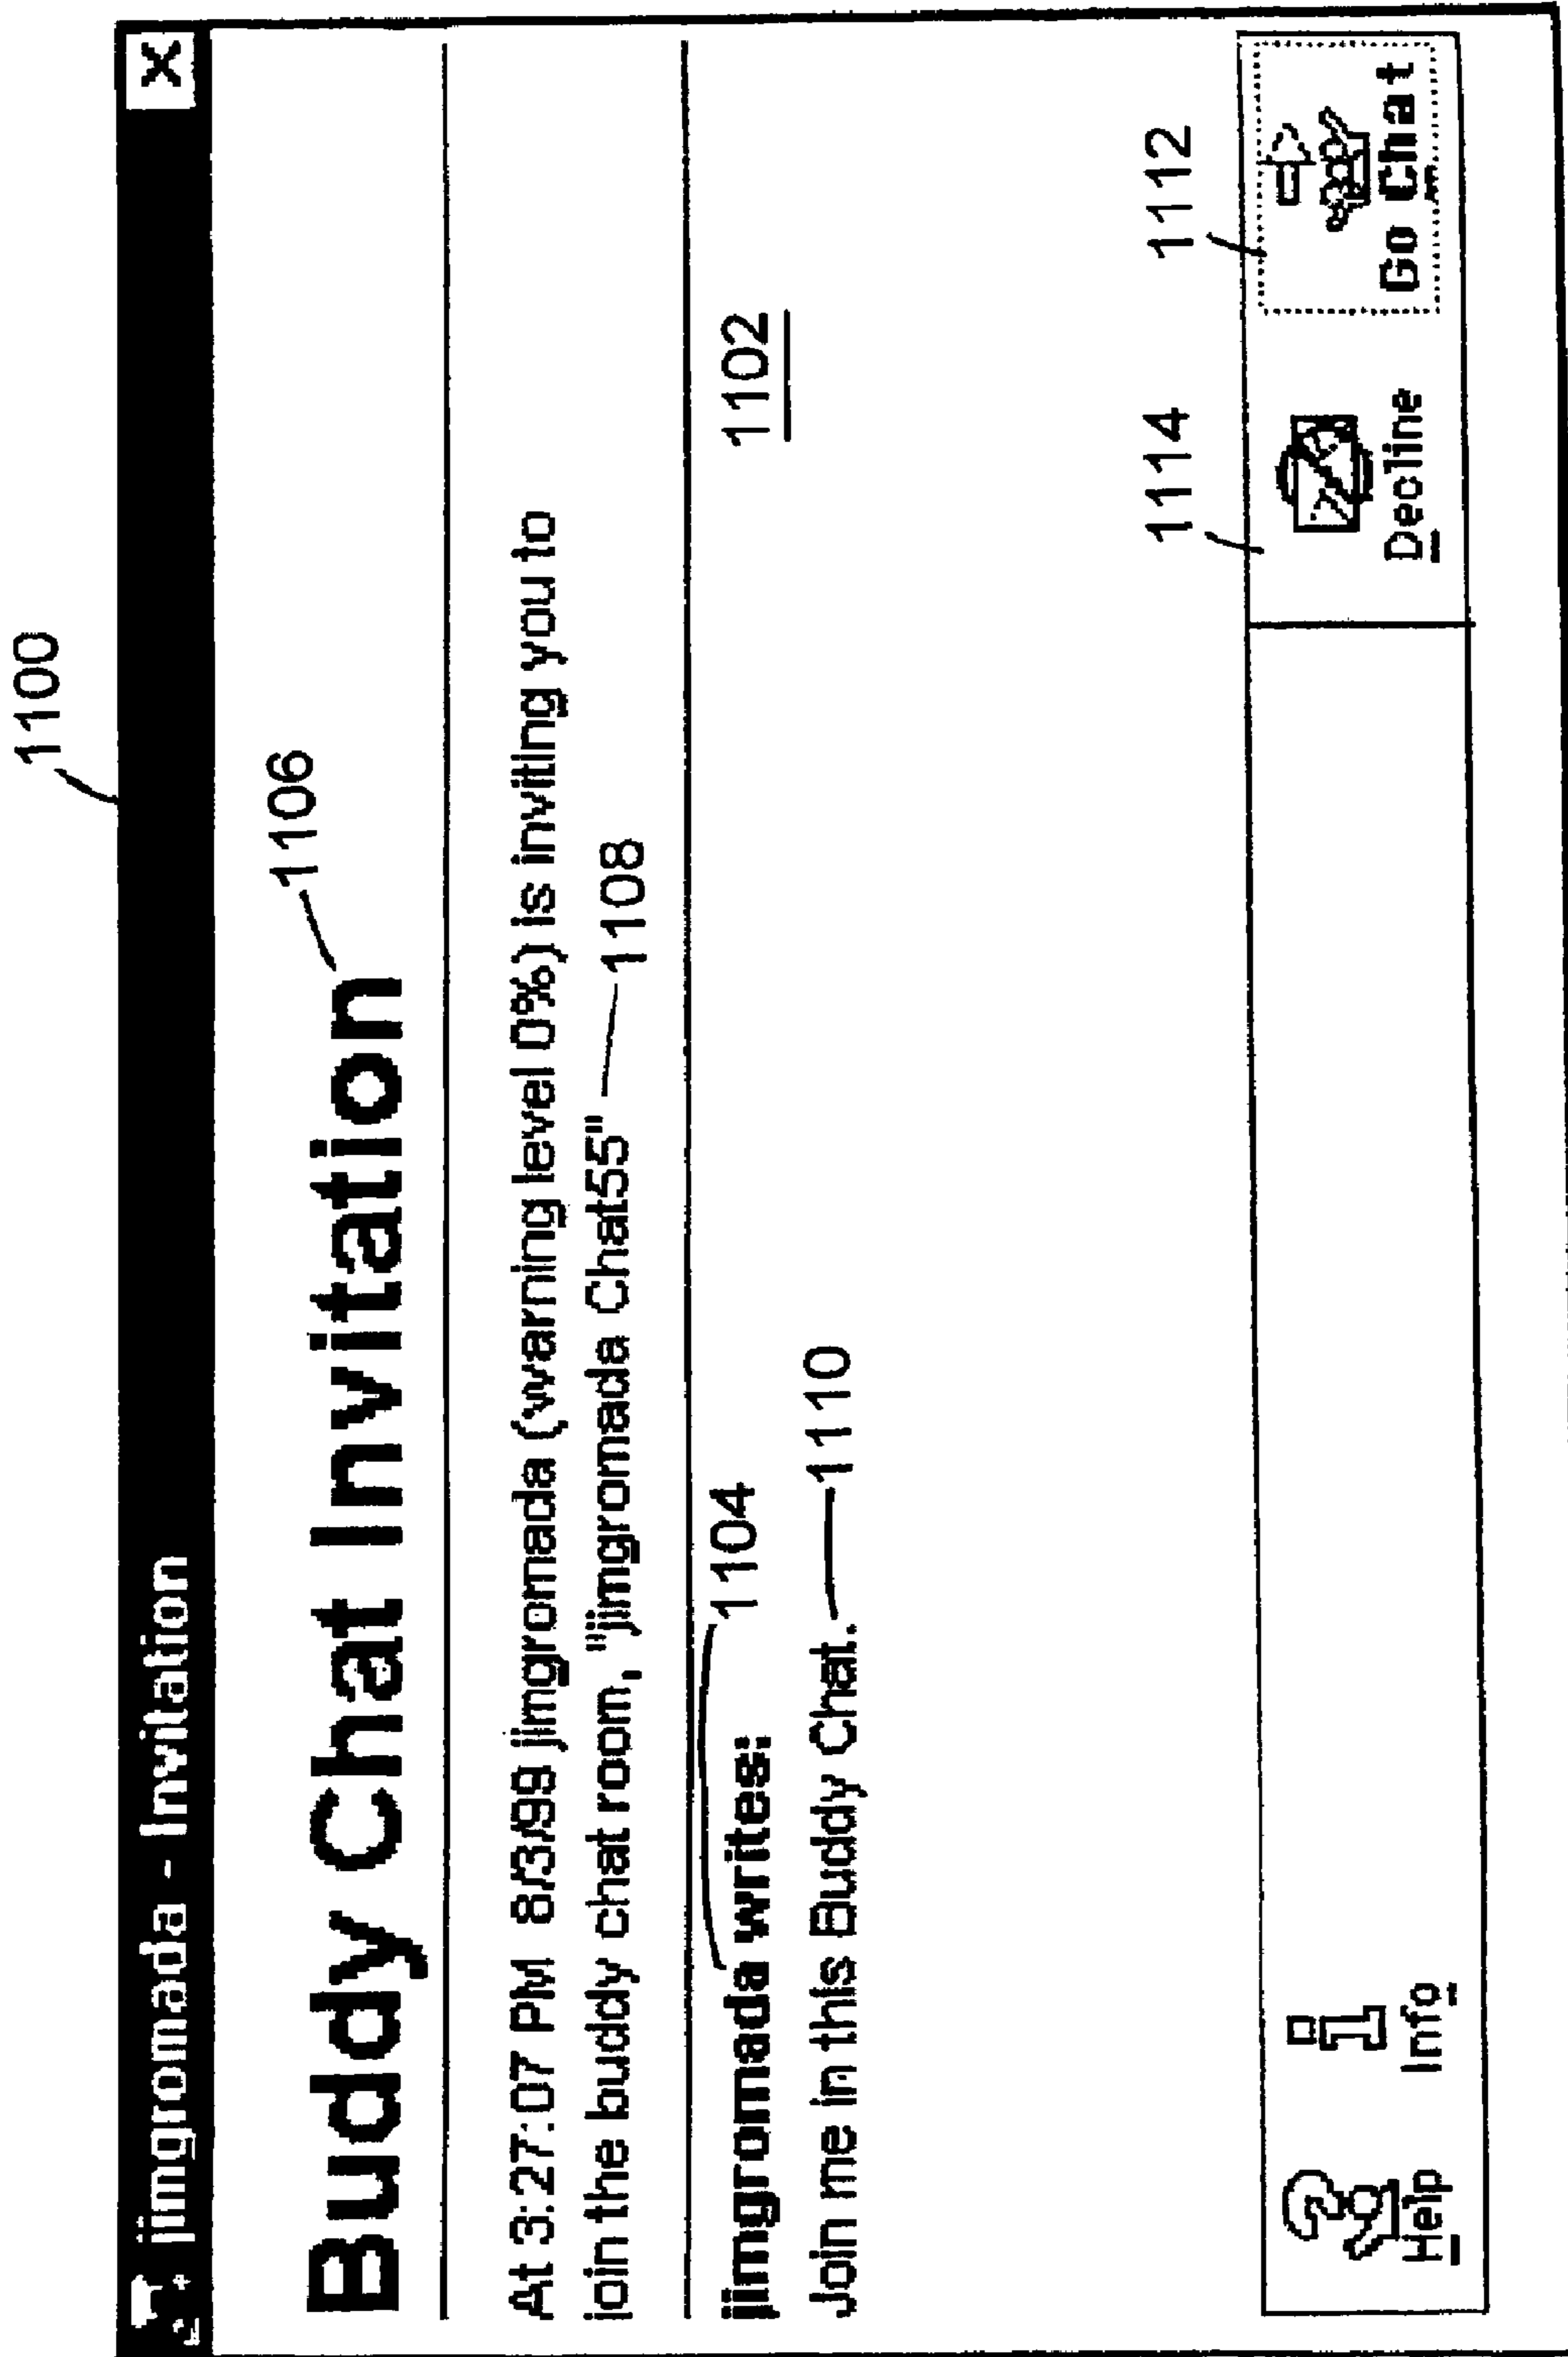 1100
jimgromada - Invitation X
Buddy Chat Invitation 1106
At 3:27:07 PM 8/3/99 jimgromada (warning level 0%) is inviting you to
join the buddy chat room, "jimgromada Chat55" 1108
1104
jimgromada writes: 1102
Join me in this Buddy Chat. 1110
1114 1112
Help Info Decline Go Chat